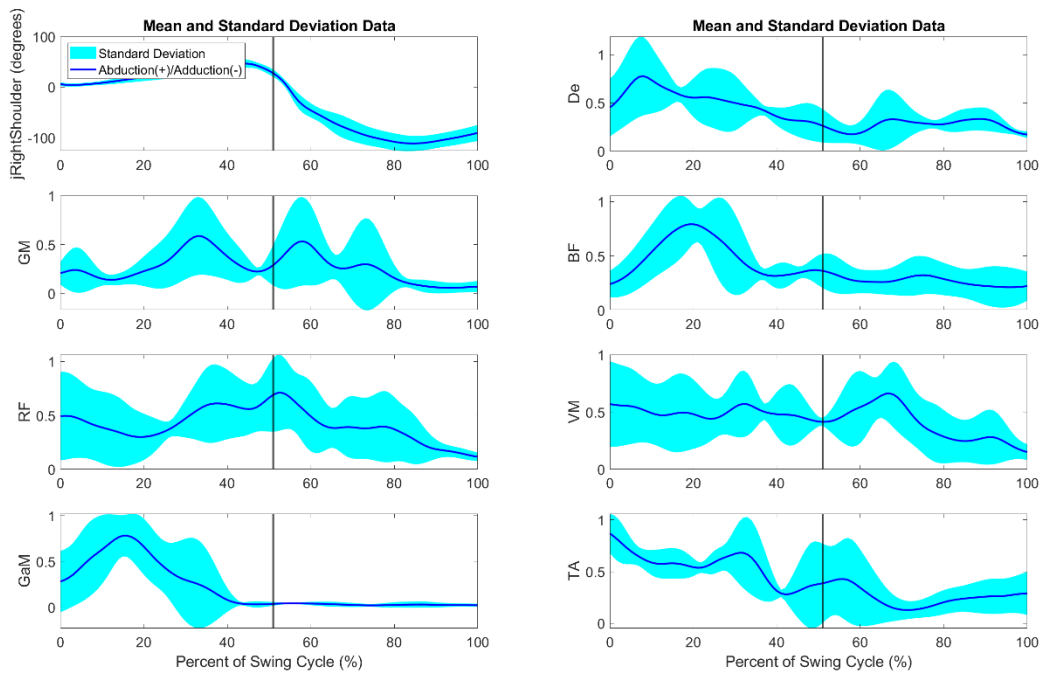 Mean and Standard Deviation Data
jRightShoulder (degrees)
100
0
-100
Standard Deviation
Abduction(+)/Adduction(-)
0 20 40 60 80 100
Mean and Standard Deviation Data
De
1
0.5
0
0 20 40 60 80 100
GM
1
0.5
0
0 20 40 60 80 100
BF
1
0.5
0
0 20 40 60 80 100
RF
1
0.5
0
0 20 40 60 80 100
VM
1
0.5
0
0 20 40 60 80 100
GaM
1
0.5
0
0 20 40 60 80 100
Percent of Swing Cycle (%)
TA
1
0.5
0
0 20 40 60 80 100
Percent of Swing Cycle (%)